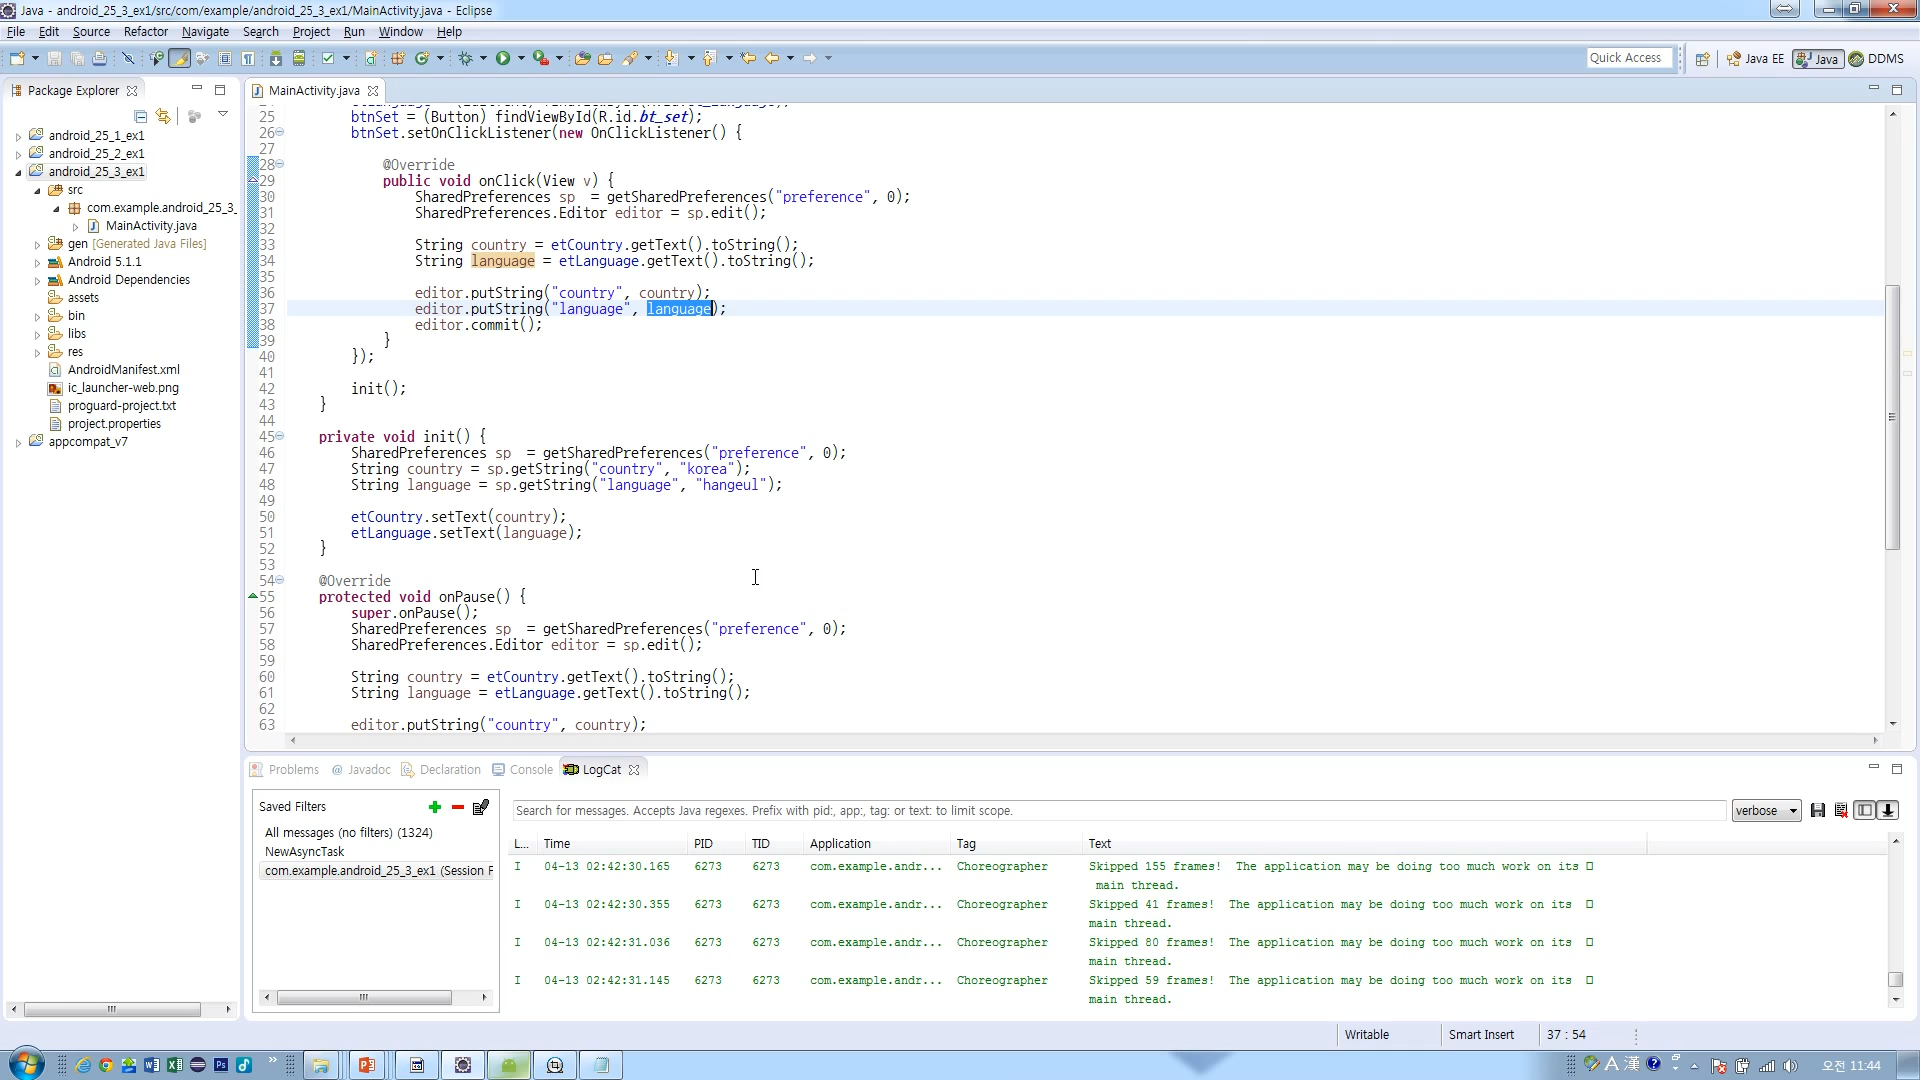 Java - android_25_3_ex1/src/com/example/android_25_3_ex1/MainActivity.java - Eclipse
File Edit Source Refactor Navigate Search Project Run Window Help
Quick Access
Java EE
Java
DDMS
Package Explorer
android_25_1_ex1
android_25_2_ex1
android_25_3_ex1
src
com.example.android_25_3_
MainActivity.java
gen [Generated Java Files]
Android 5.1.1
Android Dependencies
assets
bin
libs
res
AndroidManifest.xml
ic_launcher-web.png
proguard-project.txt
project.properties
appcompat_v7
MainActivity.java
25 btnSet = (Button) findViewById(R.id.bt_set);
26 btnSet.setOnClickListener(new OnClickListener() {
27
28 @Override
29 public void onClick(View v) {
30 SharedPreferences sp  = getSharedPreferences("preference", 0);
31 SharedPreferences.Editor editor = sp.edit();
32
33 String country = etCountry.getText().toString();
34 String language = etLanguage.getText().toString();
35
36 editor.putString("country", country);
37 editor.putString("language", language);
38 editor.commit();
39 }
40 });
41
42 init();
43 }
44
45 private void init() {
46 SharedPreferences sp  = getSharedPreferences("preference", 0);
47 String country = sp.getString("country", "korea");
48 String language = sp.getString("language", "hangeul");
49
50 etCountry.setText(country);
51 etLanguage.setText(language);
52 }
53
54 @Override
55 protected void onPause() {
56 super.onPause();
57 SharedPreferences sp  = getSharedPreferences("preference", 0);
58 SharedPreferences.Editor editor = sp.edit();
59
60 String country = etCountry.getText().toString();
61 String language = etLanguage.getText().toString();
62
63 editor.putString("country", country);
Problems @ Javadoc Declaration Console LogCat
Saved Filters
All messages (no filters) (1324)
NewAsyncTask
com.example.android_25_3_ex1 (Session F
Search for messages. Accepts Java regexes. Prefix with pid:, app:, tag: or text: to limit scope.
verbose
L... Time PID TID Application Tag Text
I 04-13 02:42:30.165 6273 6273 com.example.andr... Choreographer Skipped 155 frames!  The application may be doing too much work on its
main thread.
I 04-13 02:42:30.355 6273 6273 com.example.andr... Choreographer Skipped 41 frames!  The application may be doing too much work on its
main thread.
I 04-13 02:42:31.036 6273 6273 com.example.andr... Choreographer Skipped 80 frames!  The application may be doing too much work on its
main thread.
I 04-13 02:42:31.145 6273 6273 com.example.andr... Choreographer Skipped 59 frames!  The application may be doing too much work on its
main thread.
Writable
Smart Insert
37 : 54
A 漢
오전 11:44